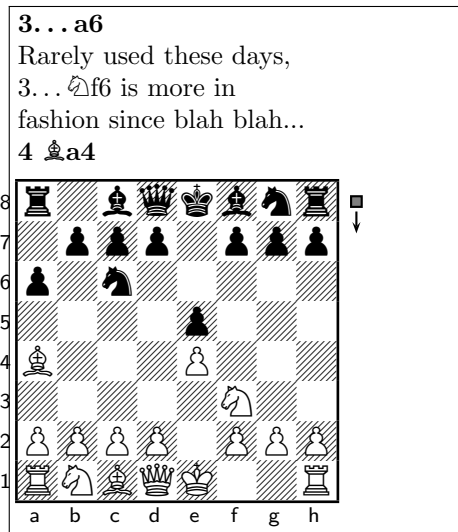 3...a6
Rarely used these days,
3...♘f6 is more in
fashion since blah blah...
4 ♗a4
8
7
6
5
4
3
2
1
a b c d e f g h